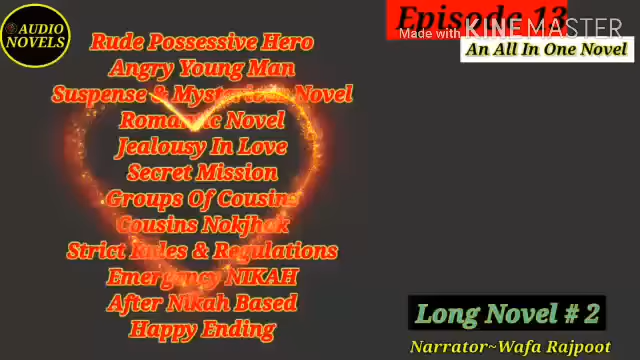 AUDIO
NOVELS
Episode 13
Made with KINEMASTER
An All In One Novel
Rude Possessive Hero
Angry Young Man
Suspense & Mysterious Novel
Romantic Novel
Jealousy In Love
Secret Mission
Groups Of Cousins
Cousins Nokjhok
Strict Rules & Regulations
Emergency NIKAH
After Nikah Based
Happy Ending
Long Novel # 2
Narrator~Wafa Rajpoot